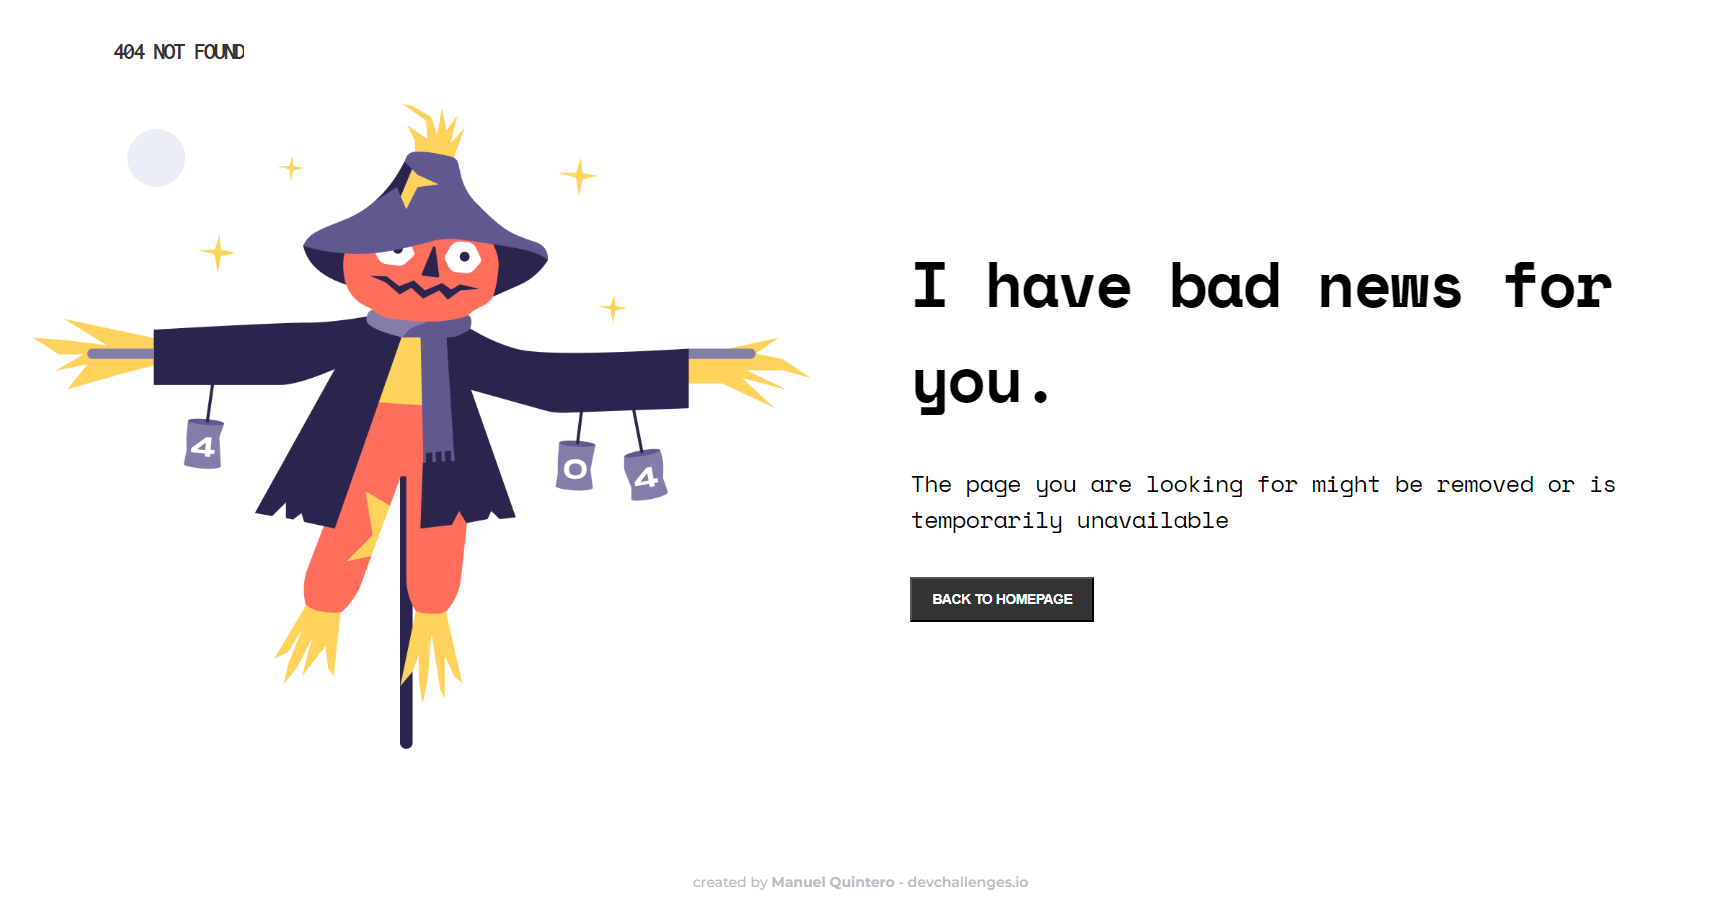 404 NOT FOUND
4
0
4
I have bad news for
you.
The page you are looking for might be removed or is
temporarily unavailable
BACK TO HOMEPAGE
created by Manuel Quintero - devchallenges.io